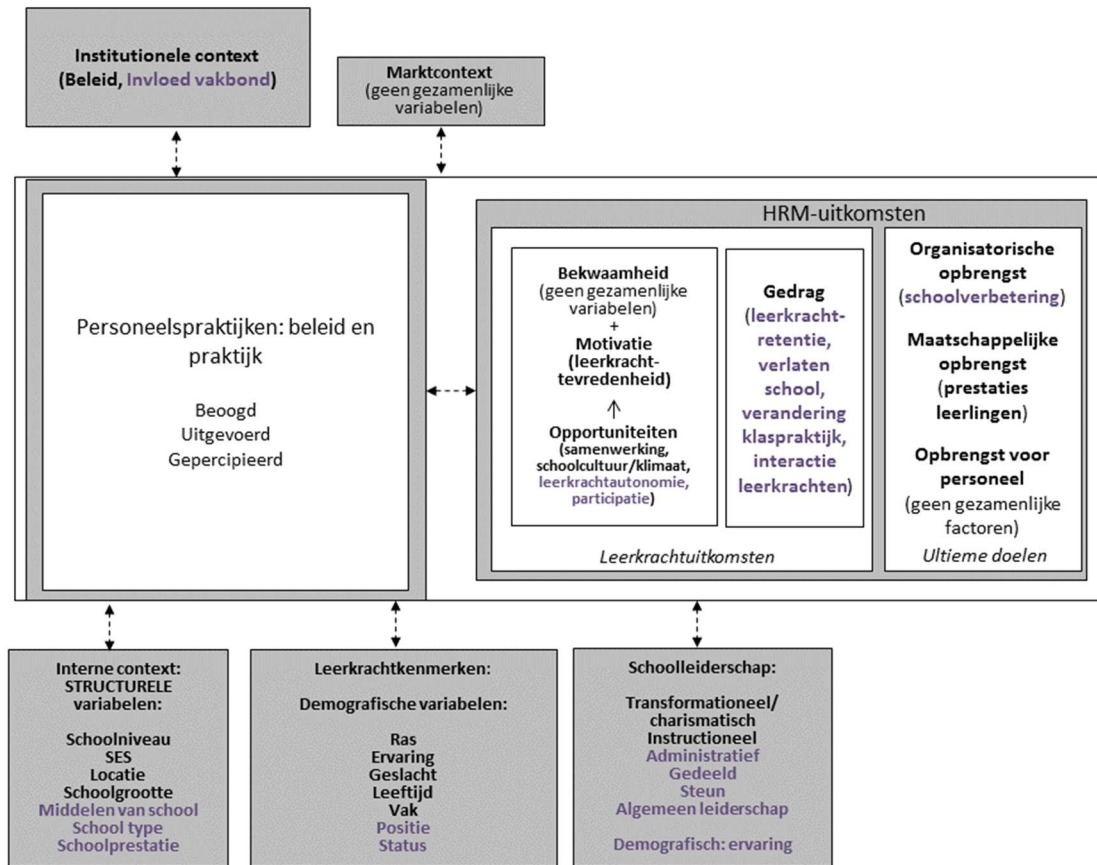 Institutionele context
(Beleid, Invloed vakbond)
Marktcontext
(geen gezamenlijke
variabelen)
Personeelspraktijken: beleid en
praktijk
Beoogd
Uitgevoerd
Gepercipieerd
HRM-uitkomsten
Bekwaamheid
(geen gezamenlijke
variabelen)
+
Motivatie
(leerkracht-
tevredenheid)
Opportuniteiten
(samenwerking,
schoolcultuur/klimaat,
leerkrachtautonomie,
participatie)
Gedrag
(leerkracht-
retentie,
verlaten
school,
verandering
klaspraktijk,
interactie
leerkrachten)
Leerkrachtuitkomsten
Organisatorische
opbrengst
(schoolverbetering)
Maatschappelijke
opbrengst
(prestaties
leerlingen)
Opbrengst voor
personeel
(geen gezamenlijke
factoren)
Ultieme doelen
Interne context:
STRUCTURELE
variabelen:
Schoolniveau
SES
Locatie
Schoolgrootte
Middelen van school
School type
Schoolprestatie
Leerkrachtkenmerken:
Demografische variabelen:
Ras
Ervaring
Geslacht
Leeftijd
Vak
Positie
Status
Schoolleiderschap:
Transformationeel/
charismatisch
Instructioneel
Administratief
Gedeeld
Steun
Algemeen leiderschap
Demografisch: ervaring